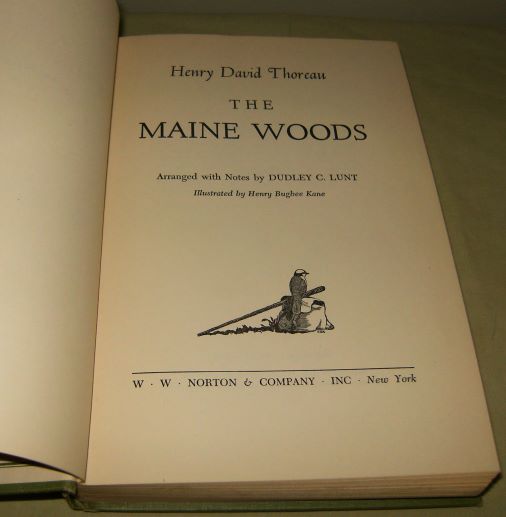 Henry David Thoreau
THE
MAINE WOODS
Arranged with Notes by DUDLEY C. LUNT
Illustrated by Henry Bugbee Kane
W · W · NORTON & COMPANY · INC · New York